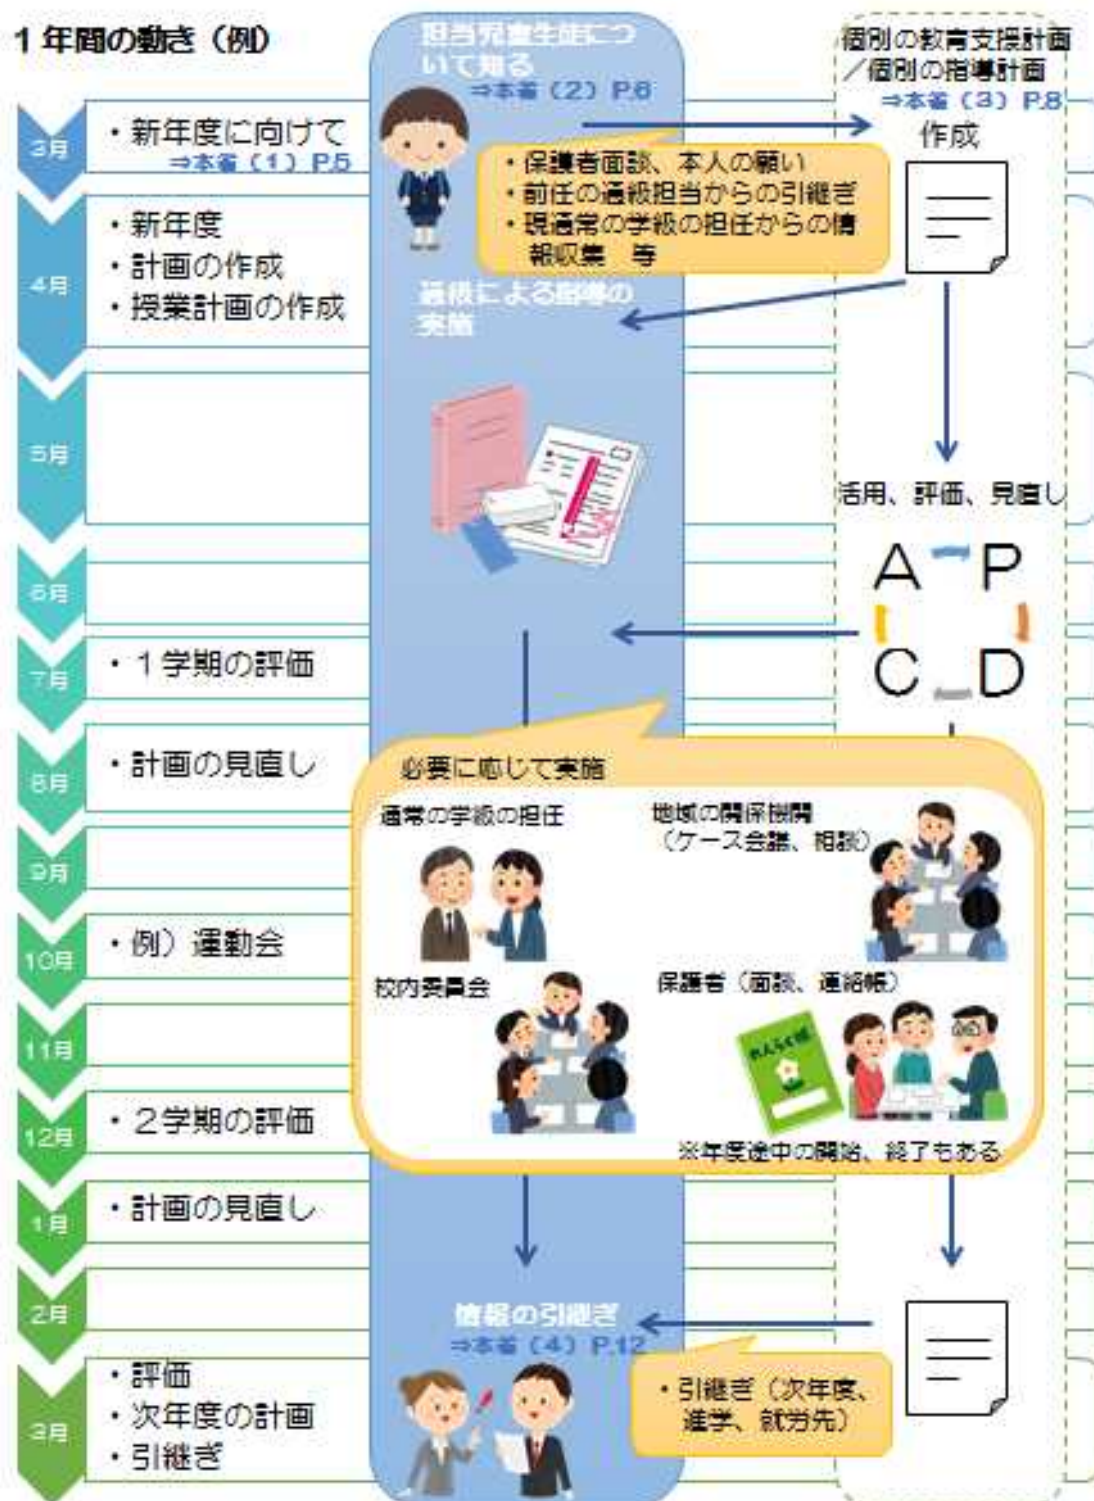 1年間の動き（例）
担当児童生徒につ
いて知る
⇒本省（2）P.6
個別の教育支援計画
／個別の指導計画
⇒本省（3）P.8
作成
3月
・新年度に向けて
⇒本省（1）P.5
・保護者面談、本人の願い
・前任の通級担当からの引継ぎ
・現通常の学級の担任からの情
報収集　等
4月
・新年度
・計画の作成
・授業計画の作成
通級による指導の
実施
5月
活用、評価、見直し
A P
C D
6月
7月
・1学期の評価
8月
・計画の見直し
必要に応じて実施
通常の学級の担任
地域の関係機関
（ケース会議、相談）
9月
10月
・例）運動会
校内委員会
保護者（面談、連絡帳）
れんらく帳
11月
12月
・2学期の評価
※年度途中の開始、終了もある
1月
・計画の見直し
2月
情報の引継ぎ
⇒本省（4）P.12
3月
・評価
・次年度の計画
・引継ぎ
・引継ぎ（次年度、
進学、就労先）